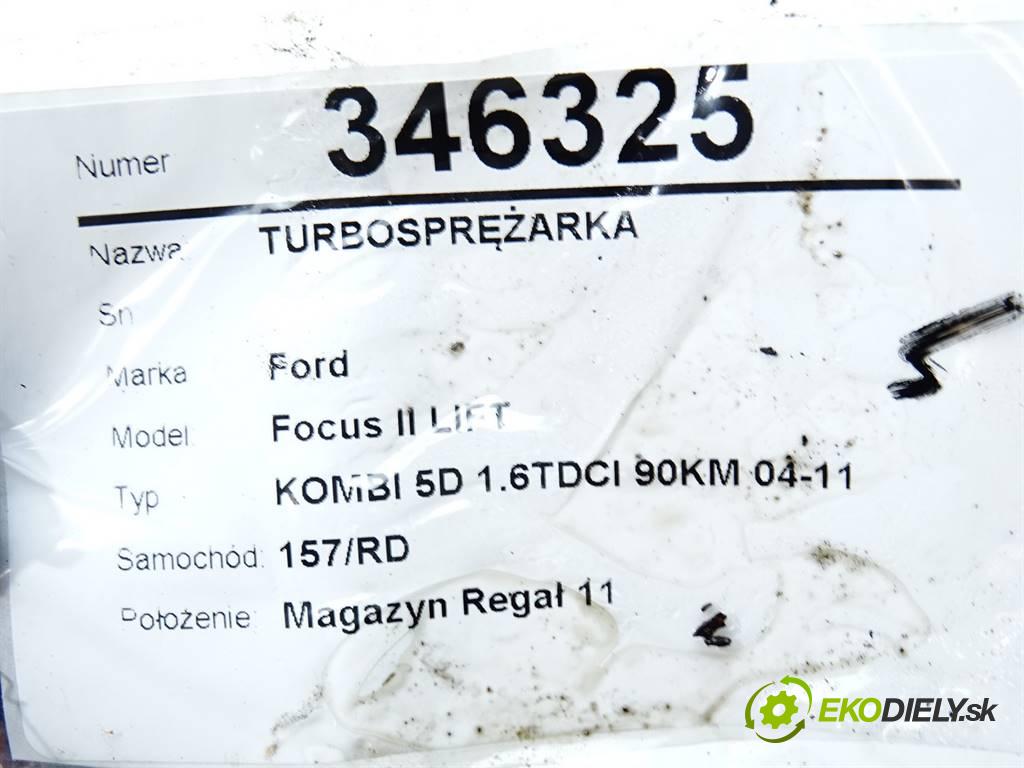 Numer 346325
Nazwa: TURBOSPRĘŻARKA
Sn
Marka Ford
Model: Focus II LIFT
Typ KOMBI 5D 1.6TDCI 90KM 04-11
Samochód: 157/RD
Położenie: Magazyn Regał 11
EKODIELY.sk